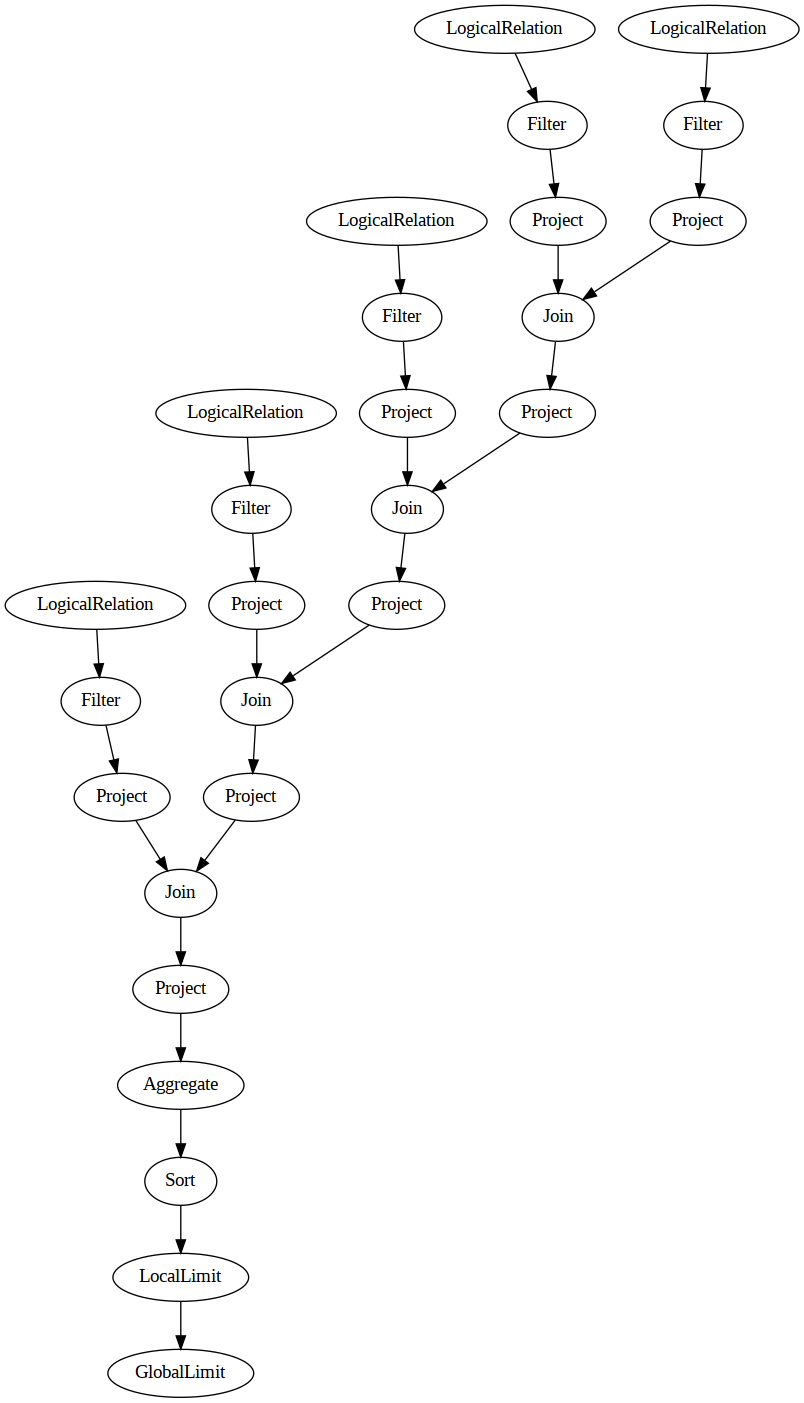 LogicalRelation
LogicalRelation
Filter
Filter
LogicalRelation
Project
Project
Filter
Join
LogicalRelation
Project
Project
Filter
Join
LogicalRelation
Project
Project
Filter
Join
Project
Project
Join
Project
Aggregate
Sort
LocalLimit
GlobalLimit